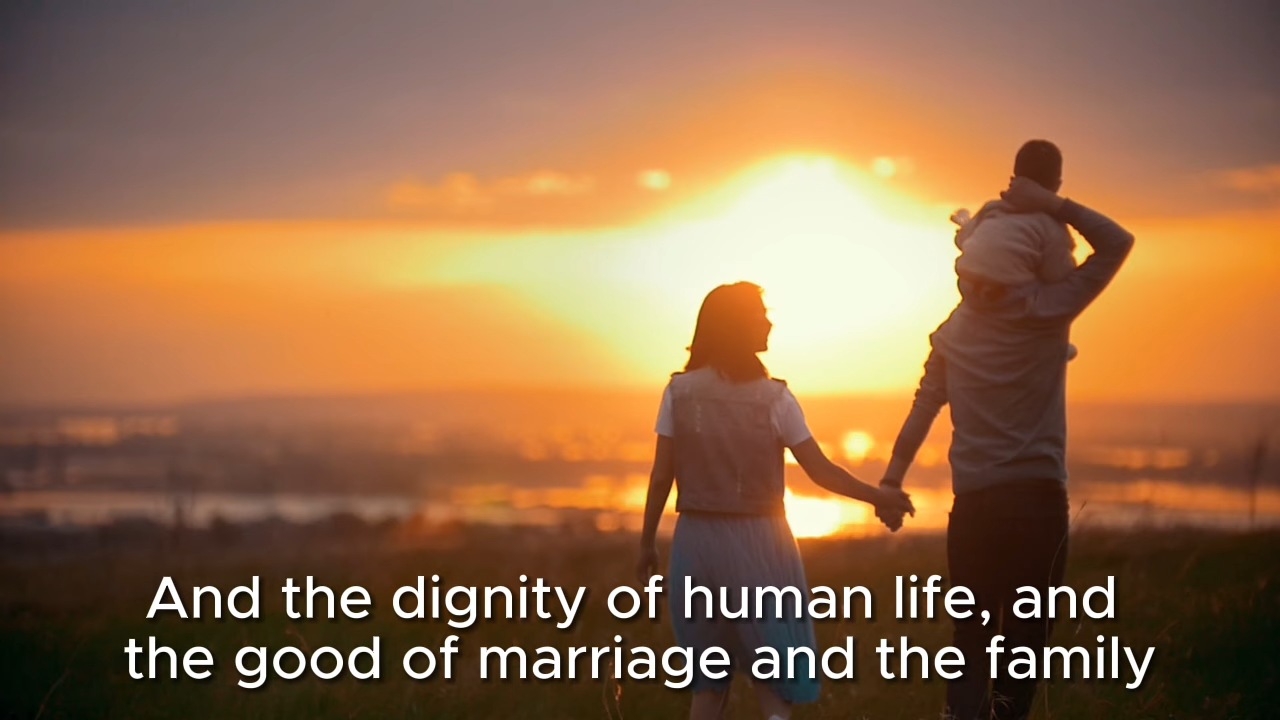 And the dignity of human life, and
the good of marriage and the family